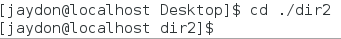 [jaydon@localhost Desktop]$ cd ./dir2
[jaydon@localhost dir2]$